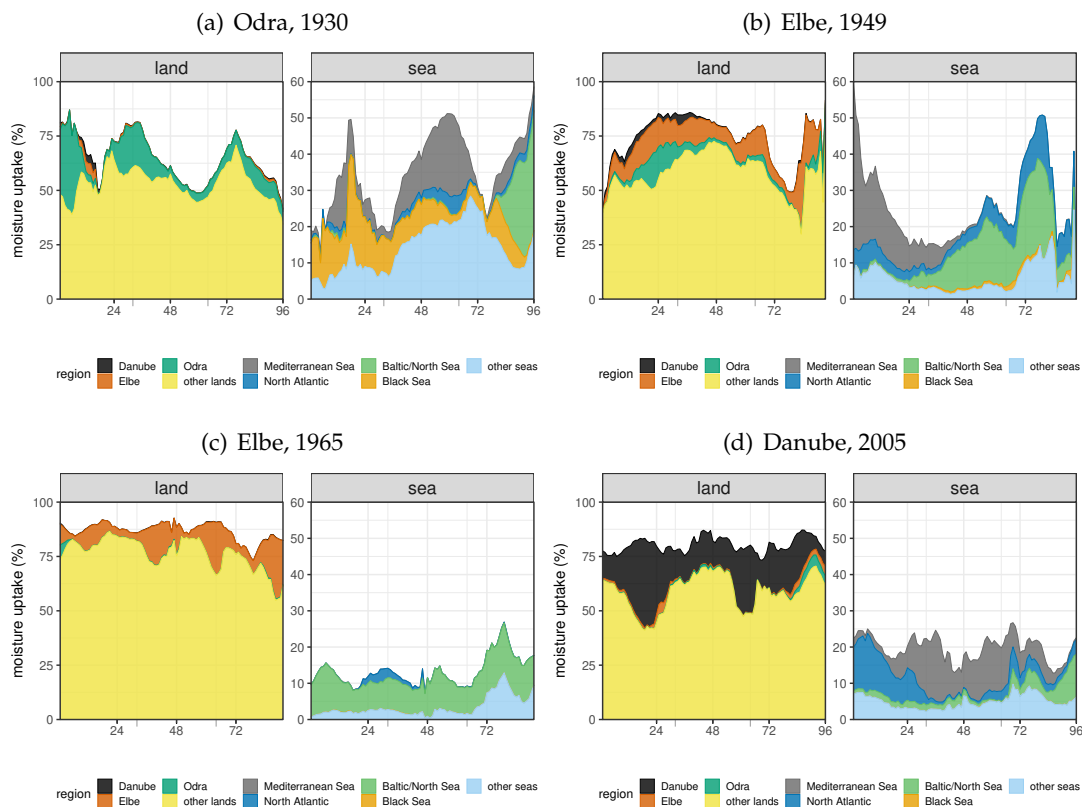 (a) Odra, 1930
(b) Elbe, 1949
land
sea
land
sea
100
75
50
25
0
moisture uptake (%)
60
50
40
30
20
10
0
24
48
72
96
24
48
72
96
100
75
50
25
0
moisture uptake (%)
60
50
40
30
20
10
0
24
48
72
24
48
72
region
Danube
Odra
Mediterranean Sea
Baltic/North Sea
other seas
Elbe
other lands
North Atlantic
Black Sea
region
Danube
Odra
Mediterranean Sea
Baltic/North Sea
other seas
Elbe
other lands
North Atlantic
Black Sea
(c) Elbe, 1965
(d) Danube, 2005
land
sea
land
sea
100
75
50
25
0
moisture uptake (%)
60
50
40
30
20
10
0
24
48
72
24
48
72
100
75
50
25
0
moisture uptake (%)
60
50
40
30
20
10
0
24
48
72
96
24
48
72
96
region
Danube
Odra
Mediterranean Sea
Baltic/North Sea
other seas
Elbe
other lands
North Atlantic
Black Sea
region
Danube
Odra
Mediterranean Sea
Baltic/North Sea
other seas
Elbe
other lands
North Atlantic
Black Sea